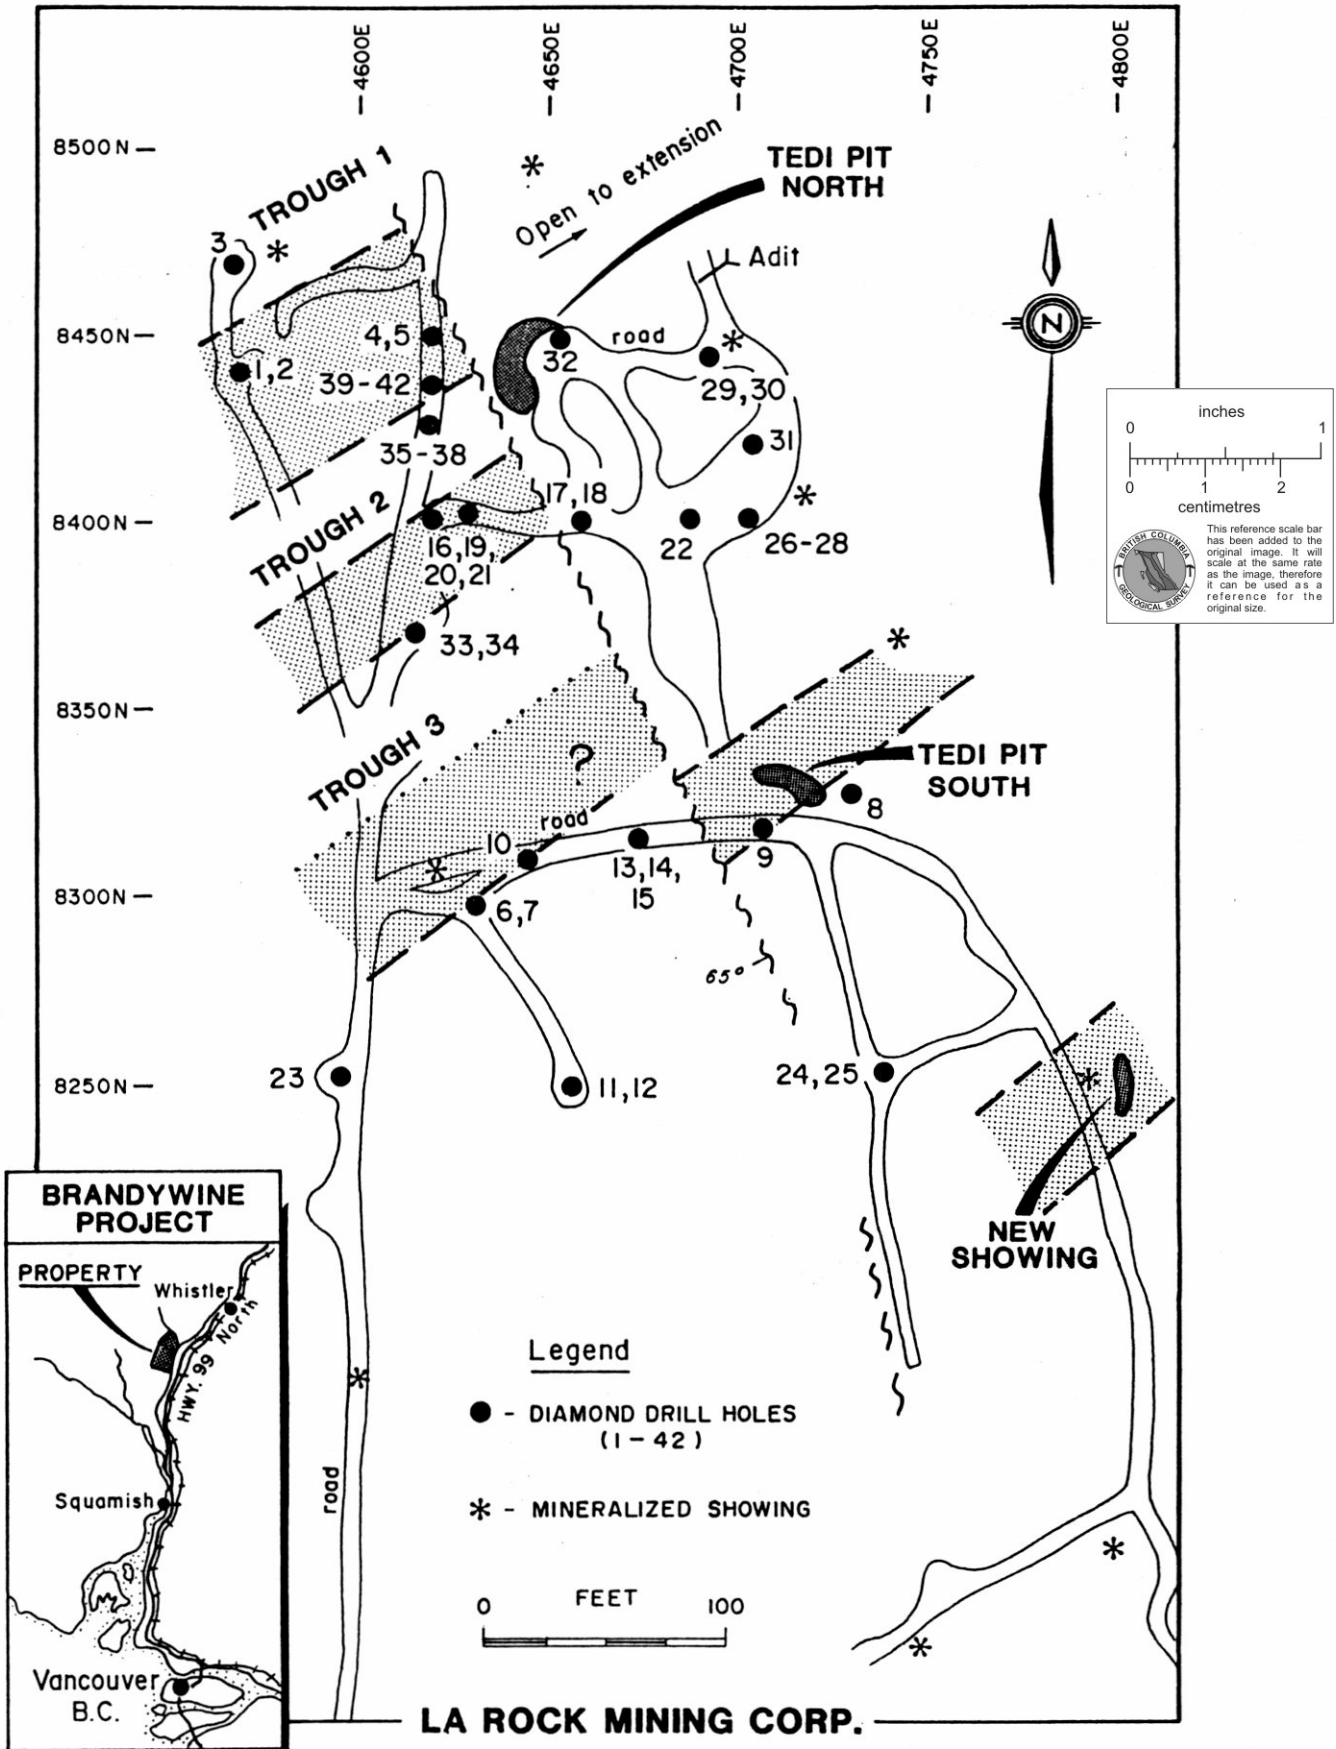 4600E
4650E
4700E
4750E
4800E
8500N
TROUGH 1
Open to extension
TEDI PIT
NORTH
3
Adit
N
8450N
4,5
road
32
1,2
39-42
29,30
31
35-38
17,18
8400N
TROUGH 2
16,19,
20,21
22
26-28
33,34
8350N
TROUGH 3
?
TEDI PIT
SOUTH
8
10
road
9
13,14,
15
8300N
6,7
65°
23
11,12
24,25
8250N
NEW
SHOWING
inches
0 1
0 1 2
centimetres
BRITISH COLUMBIA
GEOLOGICAL SURVEY
This reference scale bar
has been added to the
original image. It will
scale at the same rate
as the image, therefore
it can be used as a
reference for the
original size.
BRANDYWINE
PROJECT
PROPERTY
Whistler
North
HWY. 99
Squamish
Vancouver
B.C.
road
Legend
● - DIAMOND DRILL HOLES
(1-42)
* - MINERALIZED SHOWING
0 FEET 100
LA ROCK MINING CORP.